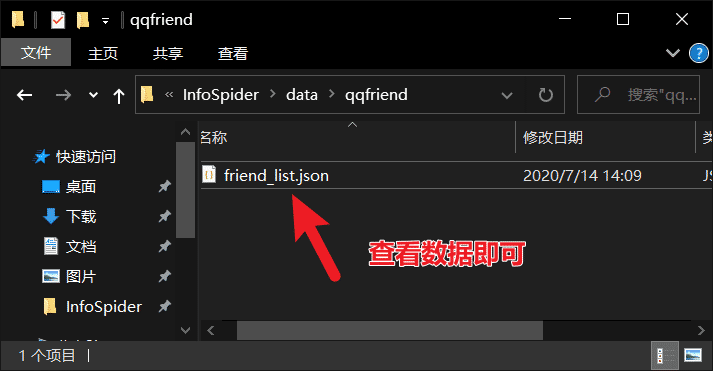 qqfriend
文件 主页 共享 查看
« InfoSpider › data › qqfriend 搜索"qq...
名称 修改日期
快速访问
friend_list.json 2020/7/14 14:09 JS
桌面
下载
查看数据即可
文档
图片
InfoSpider
1 个项目